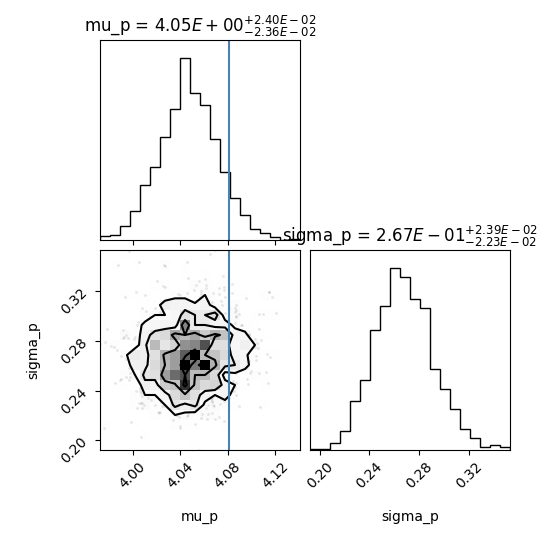 mu_p = 4.05E+00+2.40E−02 −2.36E−02
sigma_p = 2.67E−01+2.39E−02 −2.23E−02
sigma_p
0.32
0.28
0.24
0.20
4.00 4.04 4.08 4.12
0.20 0.24 0.28 0.32
mu_p
sigma_p